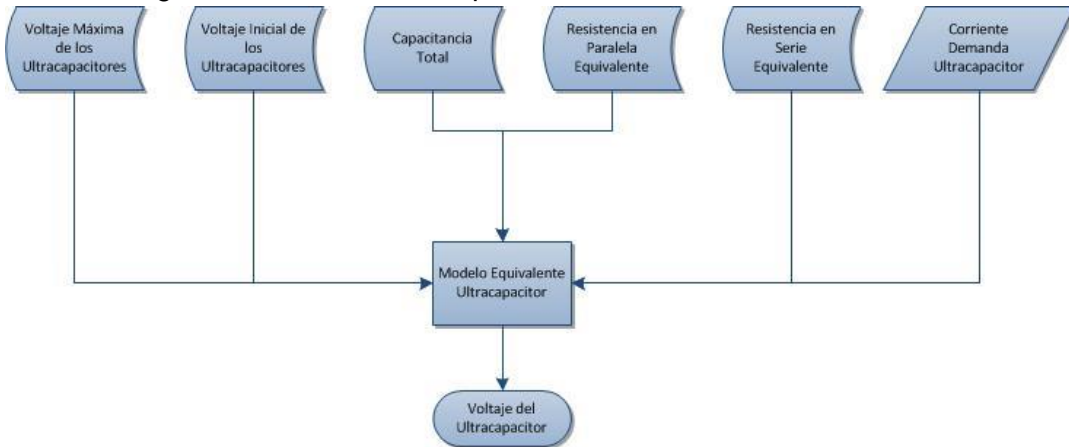 Voltaje Máxima
de los
Ultracapacitores
Voltaje Inicial de
los
Ultracapacitores
Capacitancia
Total
Resistencia en
Paralela
Equivalente
Resistencia en
Serie
Equivalente
Corriente
Demanda
Ultracapacitor
Modelo Equivalente
Ultracapacitor
Voltaje del
Ultracapacitor